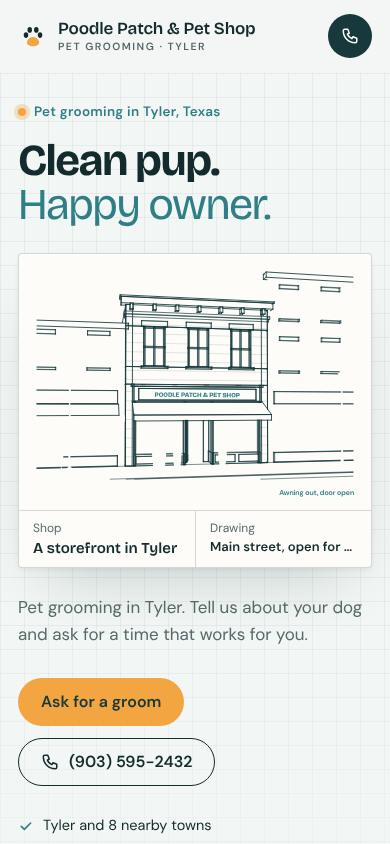 Poodle Patch & Pet Shop
PET GROOMING · TYLER
Pet grooming in Tyler, Texas
Clean pup.
Happy owner.
POODLE PATCH & PET SHOP
Awning out, door open
Shop
A storefront in Tyler
Drawing
Main street, open for ...
Pet grooming in Tyler. Tell us about your dog
and ask for a time that works for you.
Ask for a groom
(903) 595-2432
Tyler and 8 nearby towns